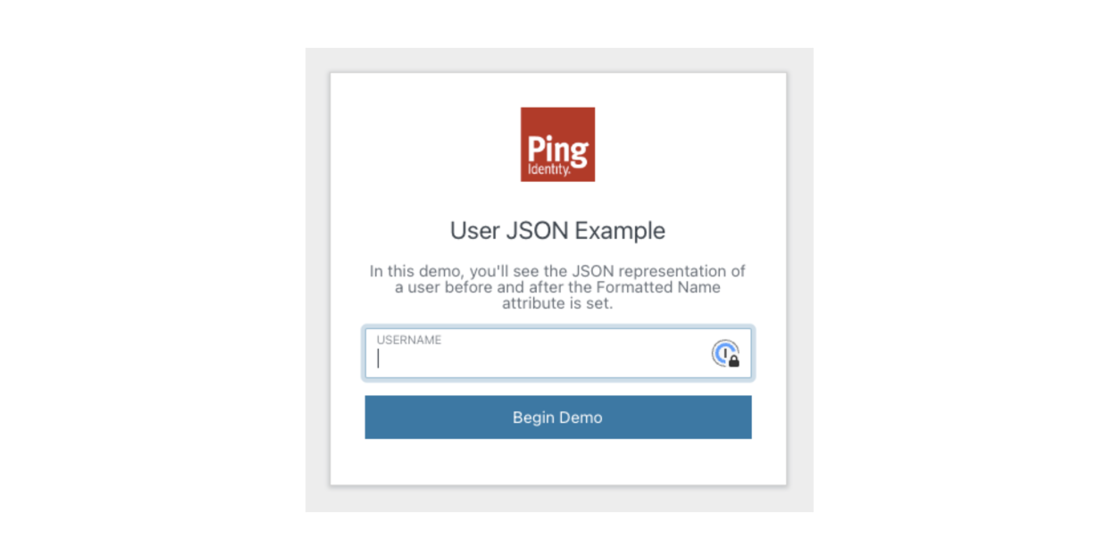 Ping
Identity.
User JSON Example
In this demo, you'll see the JSON representation of
a user before and after the Formatted Name
attribute is set.
USERNAME
Begin Demo